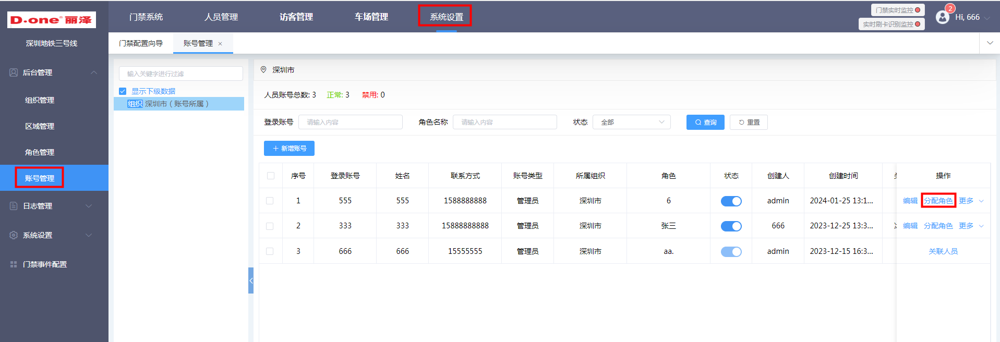 D·one®丽泽
深圳地铁三号线
门禁系统
人员管理
访客管理
车场管理
系统设置
门禁实时监控
实时刷卡识别监控
2
Hi, 666
门禁配置向导
账号管理 ×
后台管理
组织管理
区域管理
角色管理
账号管理
日志管理
系统设置
门禁事件配置
输入关键字进行过滤
显示下级数据
组织 深圳市（账号所属）
深圳市
人员账号总数: 3 正常: 3 禁用: 0
登录账号 请输入内容 角色名称 请输入内容 状态 全部 查询 重置
+ 新增账号
序号 登录账号 姓名 联系方式 账号类型 所属组织 角色 状态 创建人 创建时间 操作
1 555 555 1588888888 管理员 深圳市 6 admin 2024-01-25 13:1... 编辑 分配角色 更多
2 333 333 15888888888 管理员 深圳市 张三 666 2023-12-25 13:3... 编辑 分配角色 更多
3 666 666 15555555 管理员 深圳市 aa. admin 2023-12-15 16:3... 关联人员